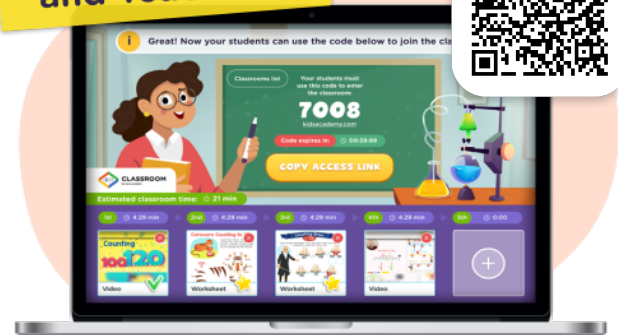 and
Great! Now your students can use the code below to join the cla
Classrooms list
Your students must
use this code to enter
the classroom
7008
kidsacademy.com
Code expires in: 00:59:99
COPY ACCESS LINK
CLASSROOM
Estimated classroom time: 21 min
1st 4:29 min 2nd 4:29 min 3rd 4:29 min 4th 4:29 min 5th 0:00
Counting
100 120
Video
Worksheet
Worksheet
Video